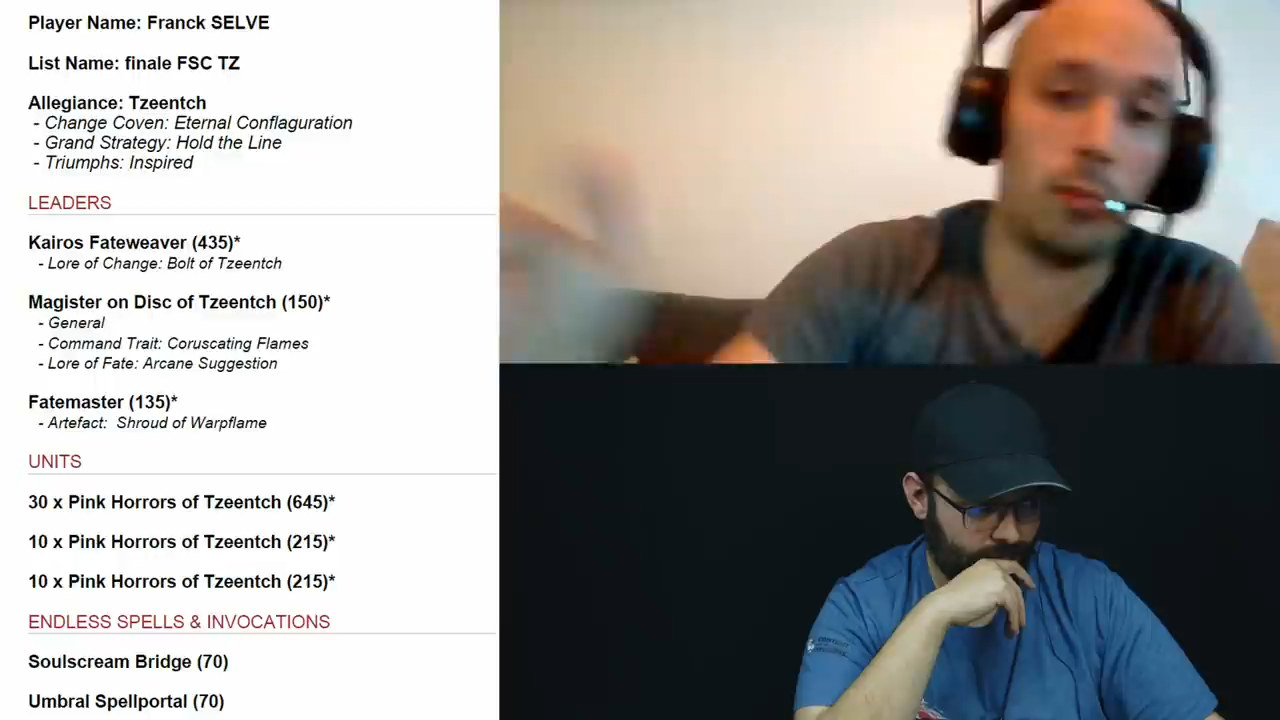 Player Name: Franck SELVE
List Name: finale FSC TZ
Allegiance: Tzeentch
- Change Coven: Eternal Conflaguration
- Grand Strategy: Hold the Line
- Triumphs: Inspired
LEADERS
Kairos Fateweaver (435)*
- Lore of Change: Bolt of Tzeentch
Magister on Disc of Tzeentch (150)*
- General
- Command Trait: Coruscating Flames
- Lore of Fate: Arcane Suggestion
Fatemaster (135)*
- Artefact: Shroud of Warpflame
UNITS
30 x Pink Horrors of Tzeentch (645)*
10 x Pink Horrors of Tzeentch (215)*
10 x Pink Horrors of Tzeentch (215)*
ENDLESS SPELLS & INVOCATIONS
Soulscream Bridge (70)
Umbral Spellportal (70)